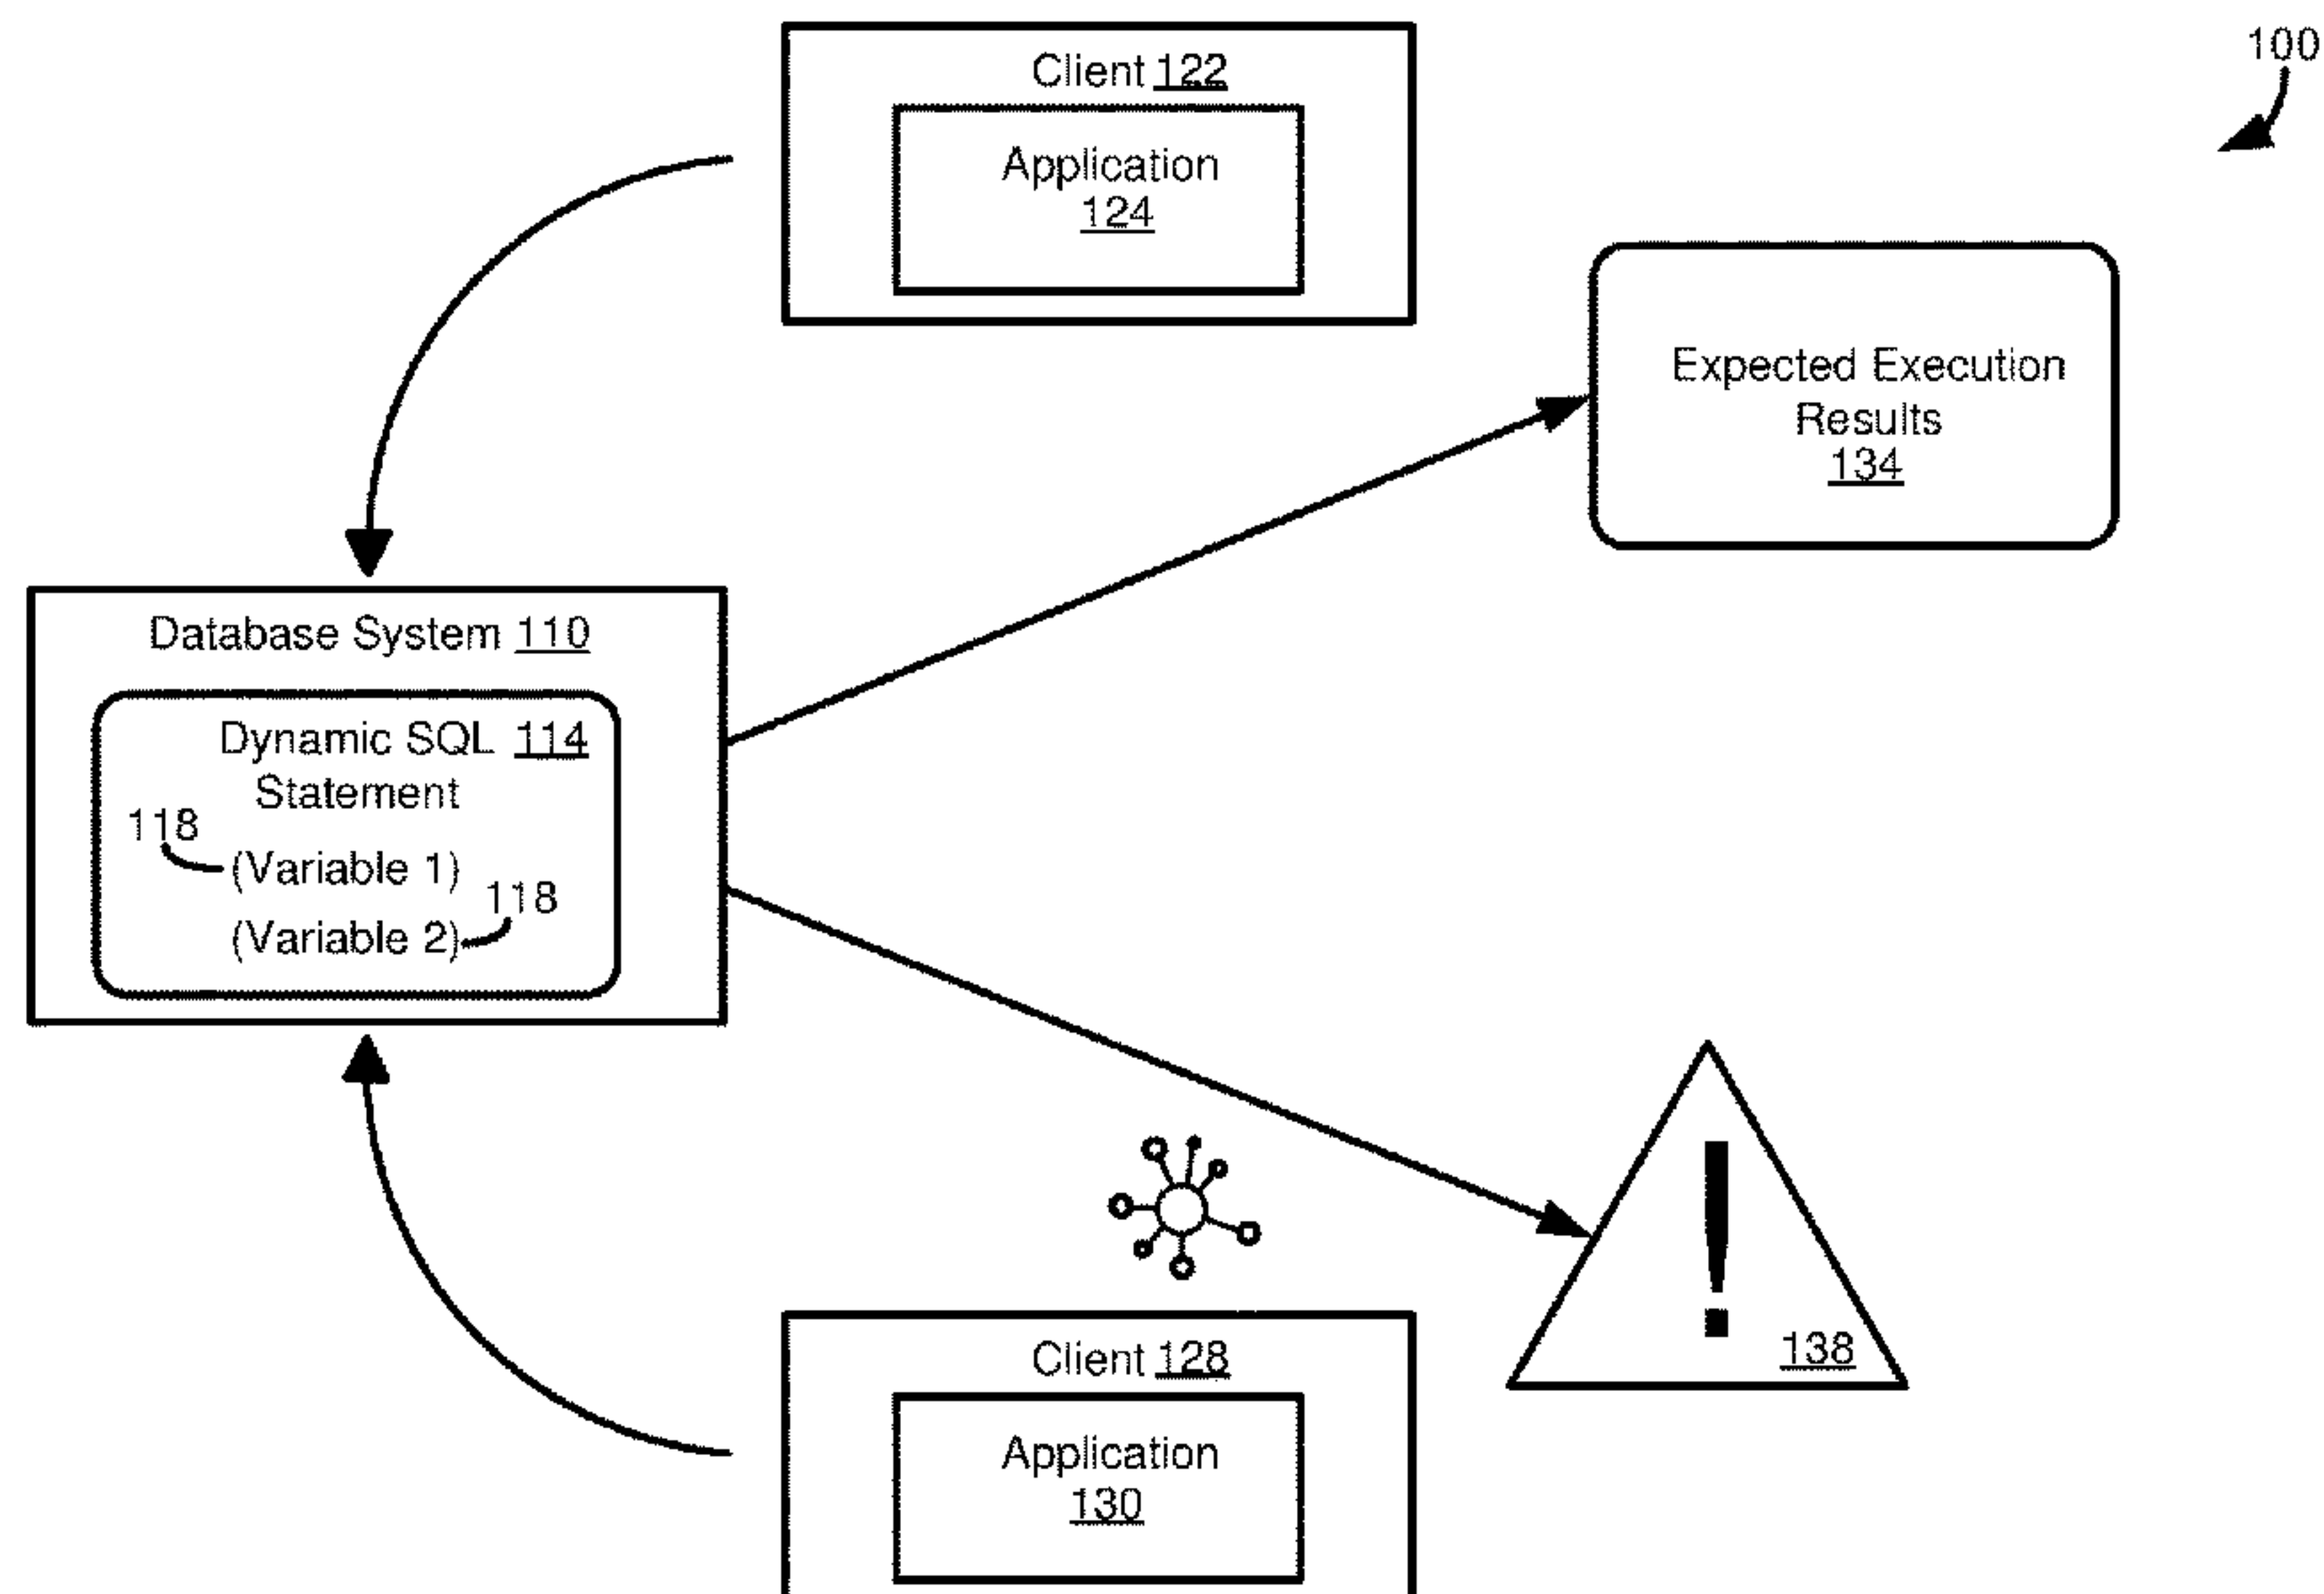 100
Client 122
Application
124
Expected Execution
Results
134
Database System 110
Dynamic SQL 114
Statement
118
(Variable 1)
118
(Variable 2)
!
138
Client 128
Application
130